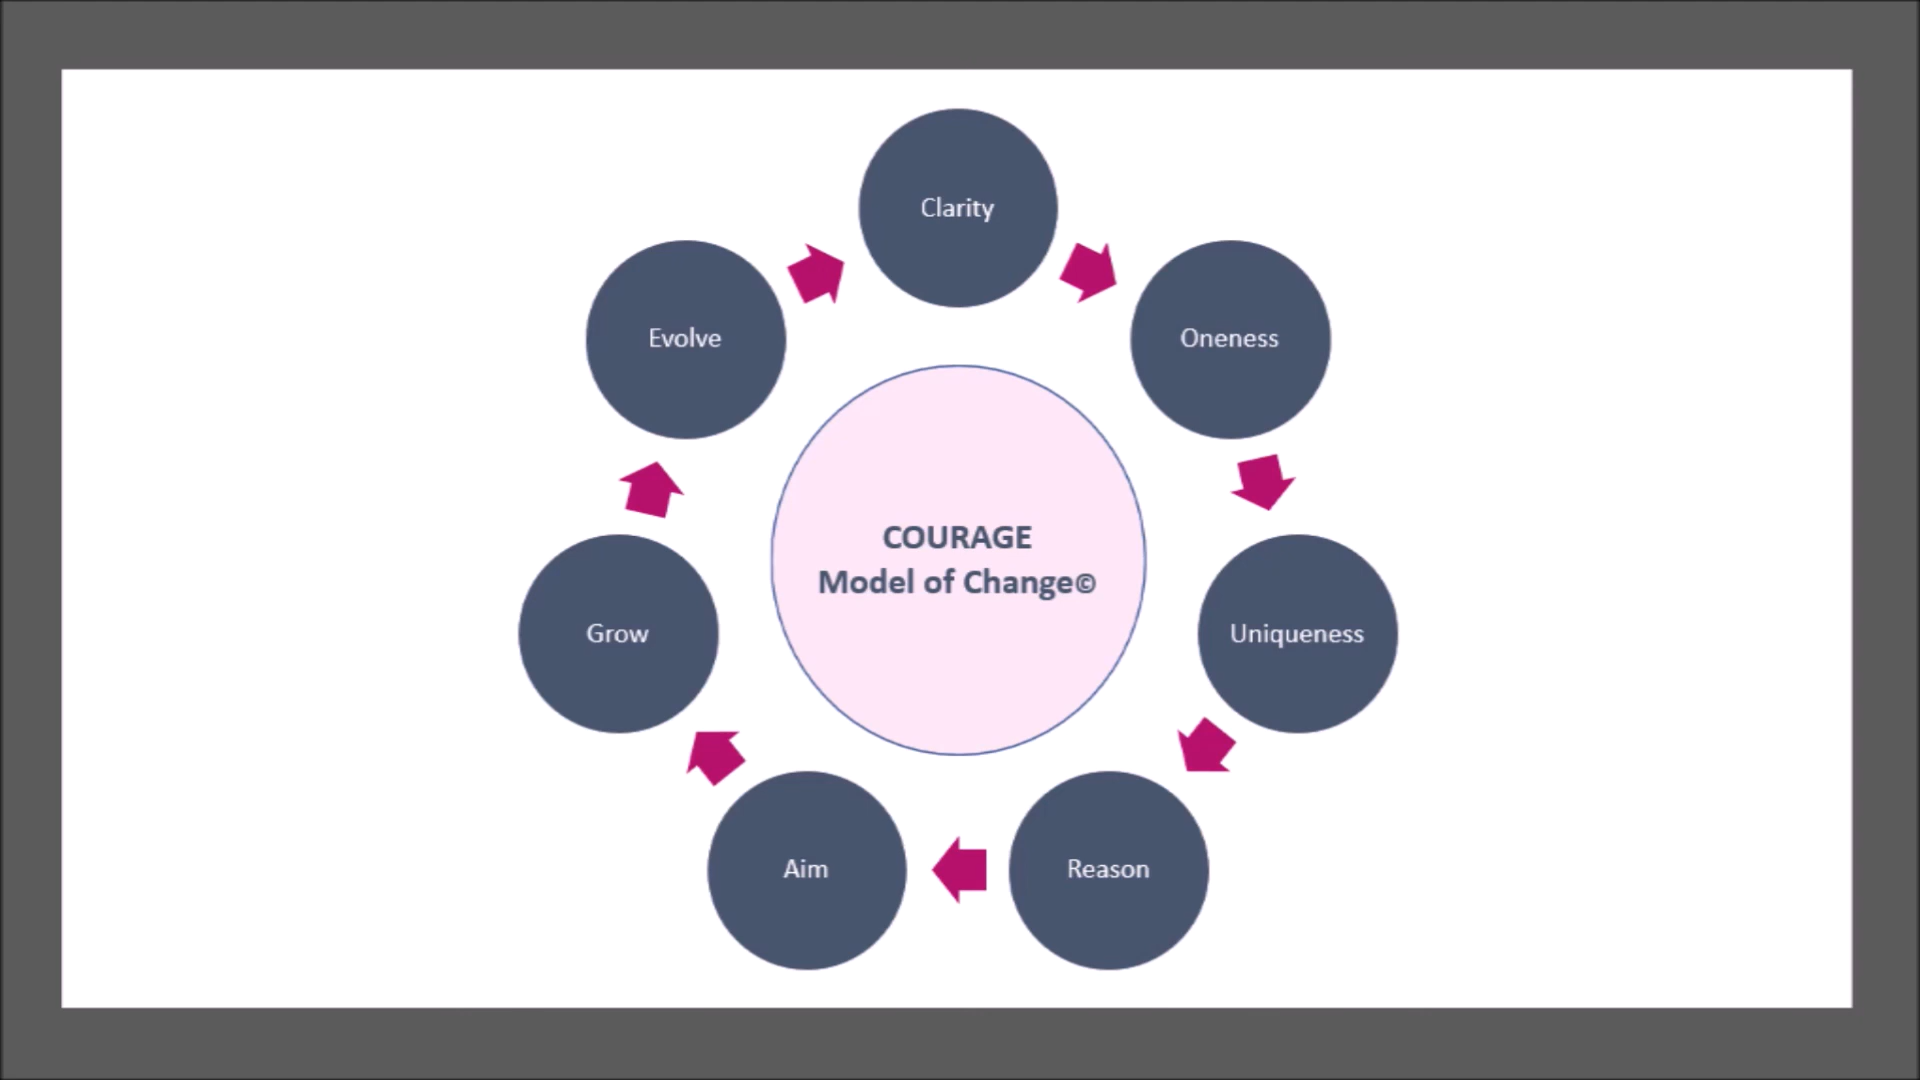 Clarity
Oneness
Uniqueness
Reason
Aim
Grow
Evolve
COURAGE
Model of Change©